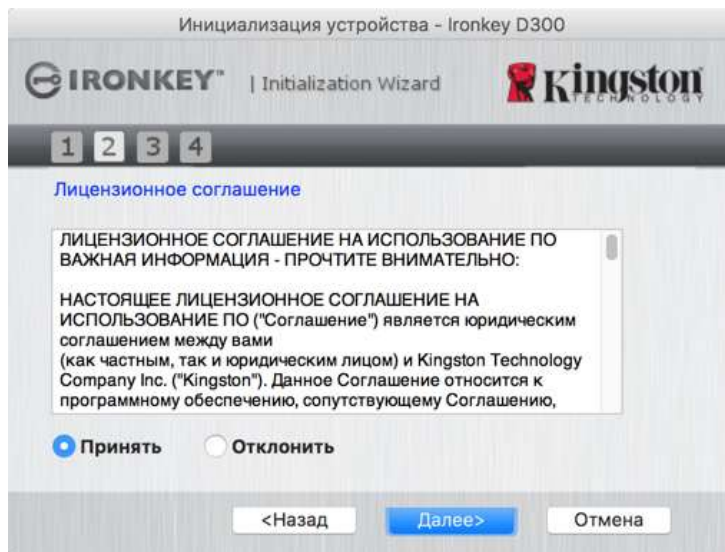 Инициализация устройства - Ironkey D300
IRONKEY™ | Initialization Wizard Kingston
TECHNOLOGY
1 2 3 4
Лицензионное соглашение
ЛИЦЕНЗИОННОЕ СОГЛАШЕНИЕ НА ИСПОЛЬЗОВАНИЕ ПО
ВАЖНАЯ ИНФОРМАЦИЯ - ПРОЧТИТЕ ВНИМАТЕЛЬНО:
НАСТОЯЩЕЕ ЛИЦЕНЗИОННОЕ СОГЛАШЕНИЕ НА
ИСПОЛЬЗОВАНИЕ ПО ("Соглашение") является юридическим
соглашением между вами
(как частным, так и юридическим лицом) и Kingston Technology
Company Inc. ("Kingston"). Данное Соглашение относится к
программному обеспечению, сопутствующему Соглашению,
Принять Отклонить
<Назад Далее> Отмена